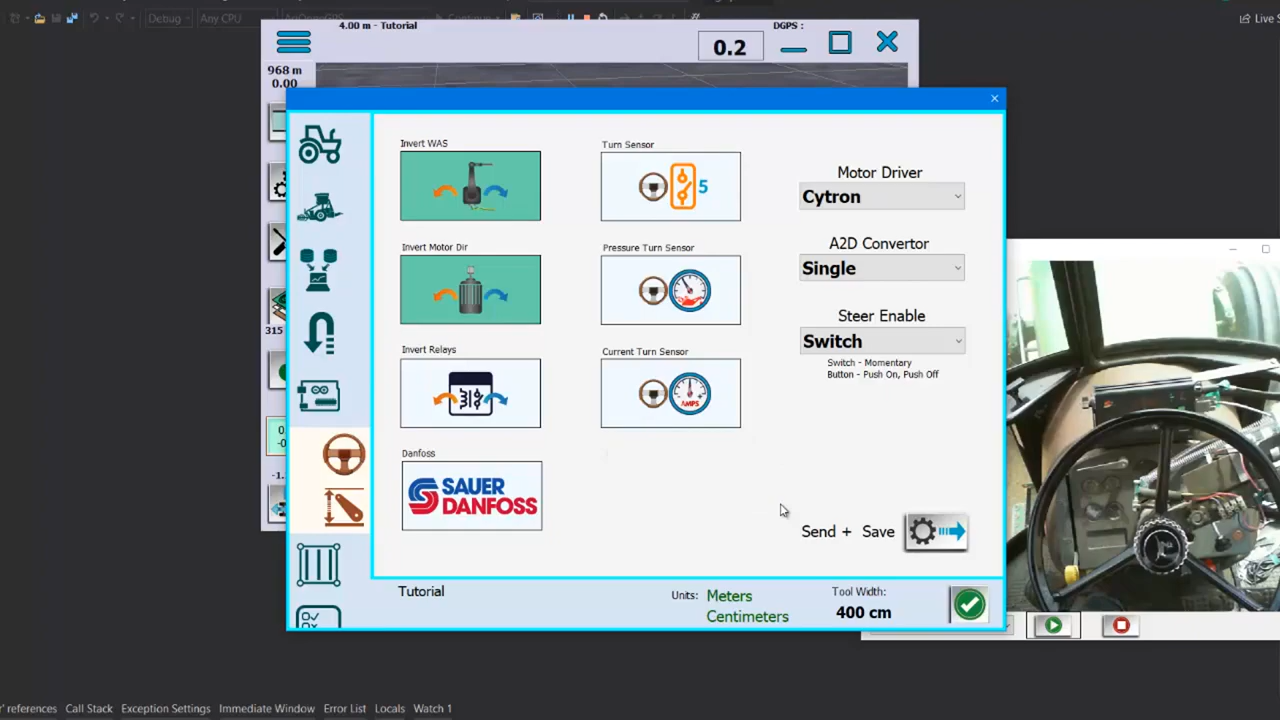 Debug
Any CPU
Continue
Live S
4.00 m - Tutorial
DGPS :
0.2
968 m
0.00
315
Invert WAS
Turn Sensor
5
Motor Driver
Cytron
Invert Motor Dir
Pressure Turn Sensor
A2D Convertor
Single
Steer Enable
Switch
Switch - Momentary
Button - Push On, Push Off
Invert Relays
Current Turn Sensor
AMPS
Danfoss
SAUER
DANFOSS
Send + Save
Tutorial
Units:
Meters
Centimeters
Tool Width:
400 cm
r' references
Call Stack
Exception Settings
Immediate Window
Error List
Locals
Watch 1